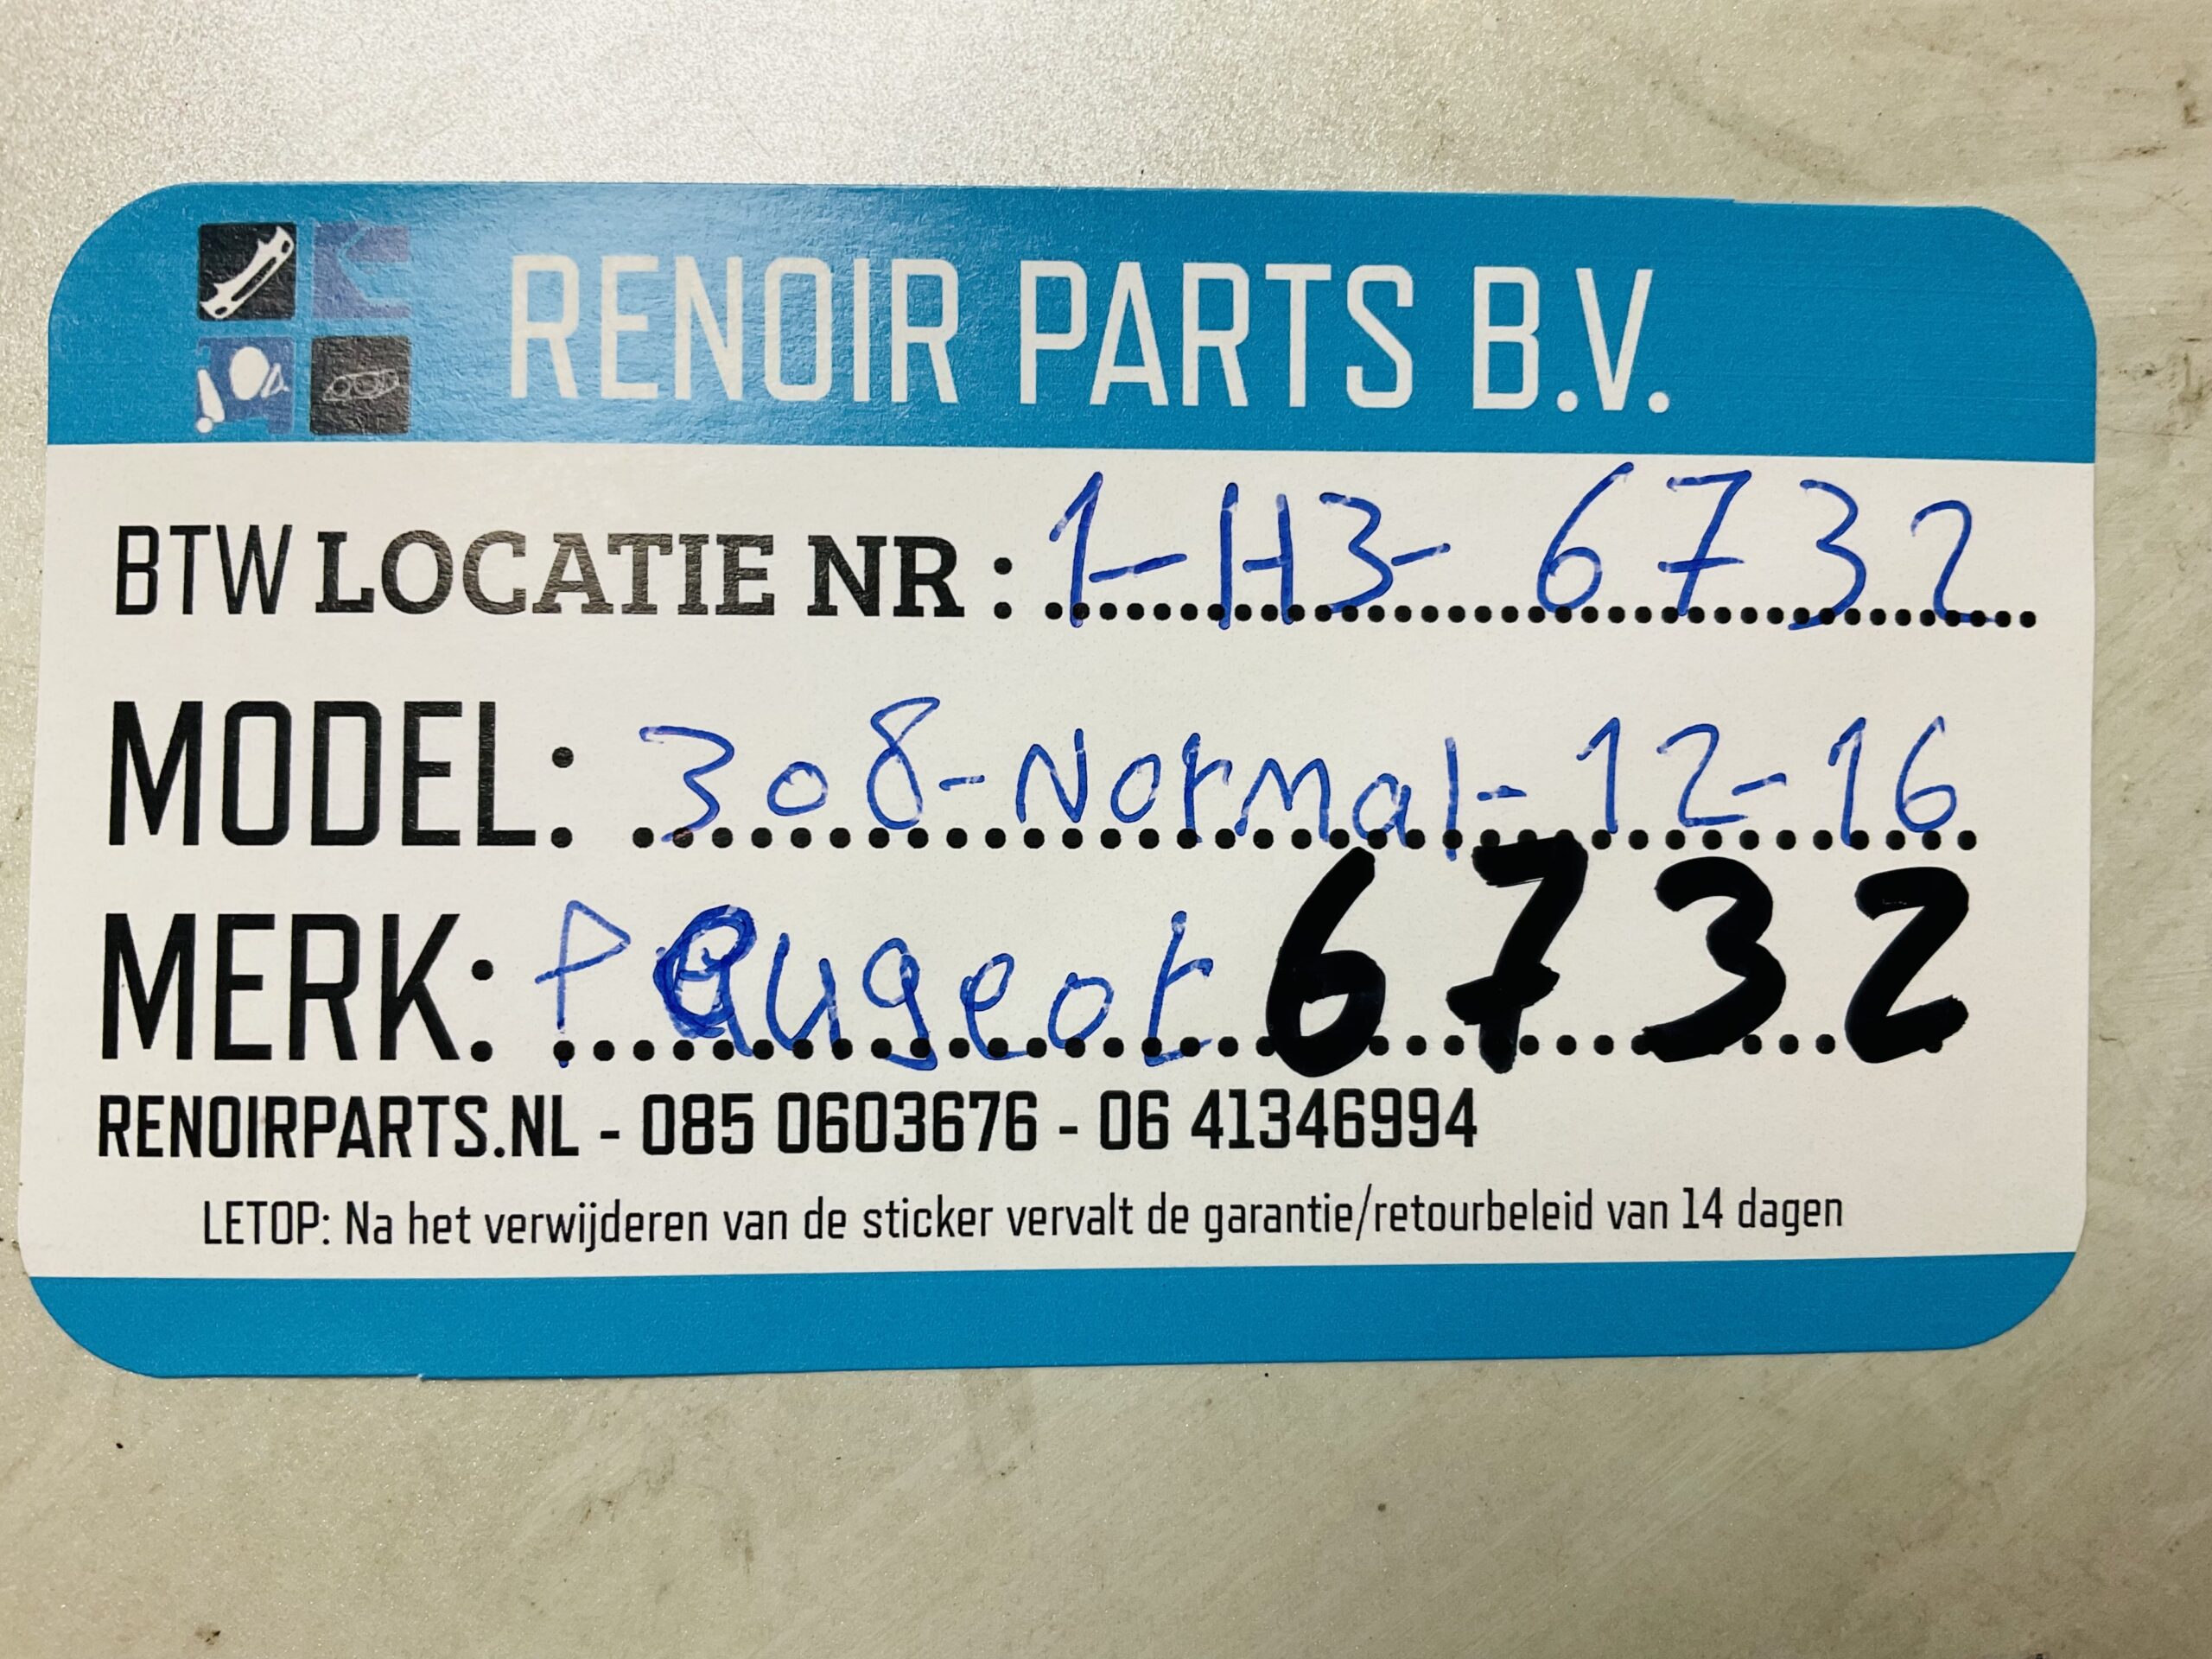 RENOIR PARTS B.V.
BTW LOCATIE NR : 1-H3- 6732
MODEL: 308-Normal-12-16
MERK: Peugeot 6732
RENOIRPARTS.NL - 085 0603676 - 06 41346994
LETOP: Na het verwijderen van de sticker vervalt de garantie/retourbeleid van 14 dagen